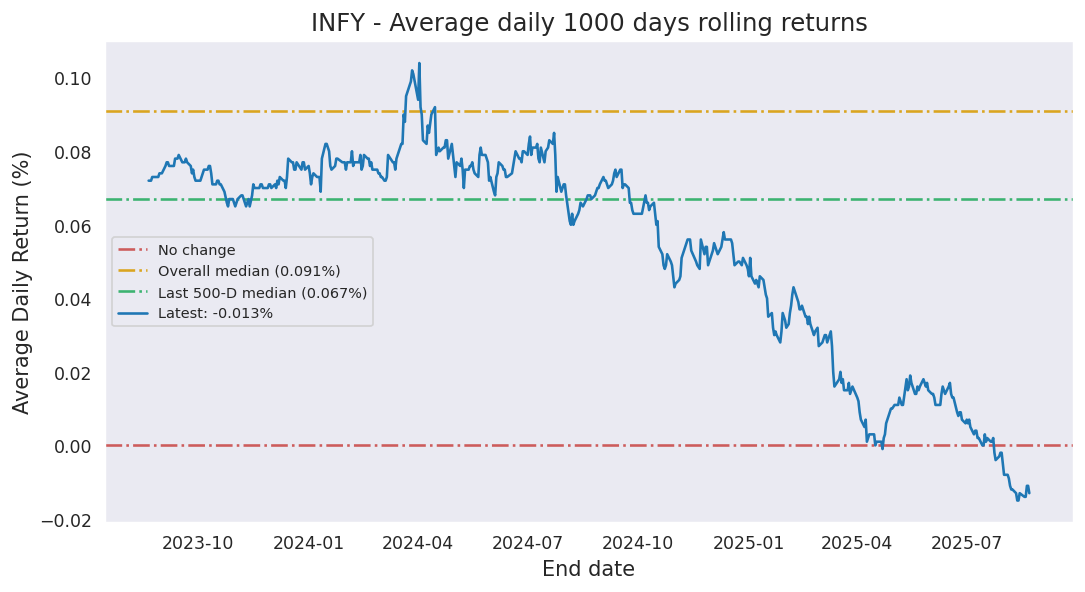 INFY - Average daily 1000 days rolling returns
Average Daily Return (%)
0.10
0.08
0.06
0.04
0.02
0.00
−0.02
No change
Overall median (0.091%)
Last 500-D median (0.067%)
Latest: -0.013%
2023-10 2024-01 2024-04 2024-07 2024-10 2025-01 2025-04 2025-07
End date